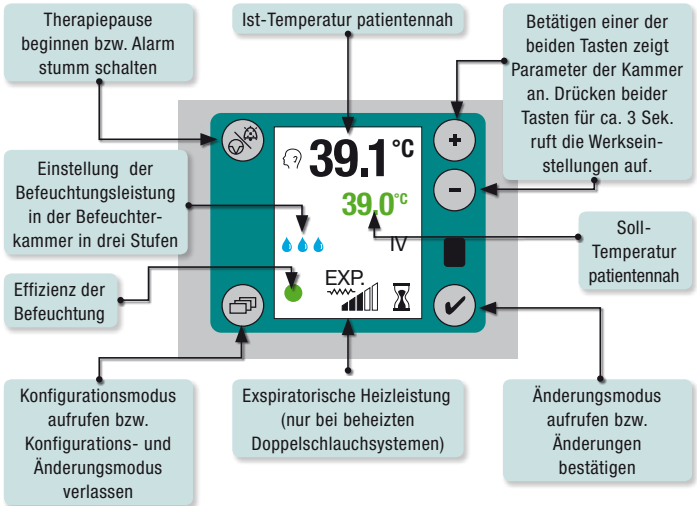 Therapiepause
beginnen bzw. Alarm
stumm schalten
Ist-Temperatur patientennah
Betätigen einer der
beiden Tasten zeigt
Parameter der Kammer
an. Drücken beider
Tasten für ca. 3 Sek.
ruft die Werksein-
stellungen auf.
39.1°C
39.0°C
IV
EXP.
+
-
Einstellung der
Befeuchtungsleistung
in der Befeuchter-
kammer in drei Stufen
Soll-
Temperatur
patientennah
Effizienz der
Befeuchtung
Konfigurationsmodus
aufrufen bzw.
Konfigurations- und
Änderungsmodus
verlassen
Exspiratorische Heizleistung
(nur bei beheizten
Doppelschlauchsystemen)
Änderungsmodus
aufrufen bzw.
Änderungen
bestätigen